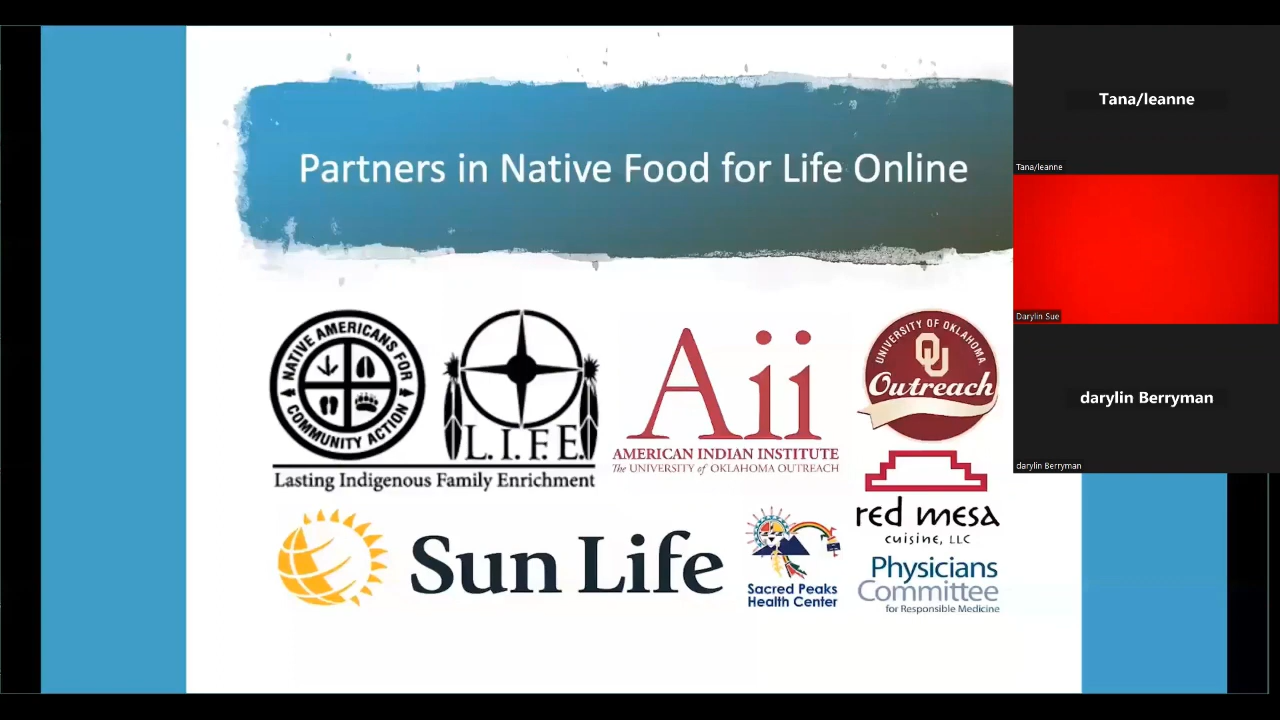 Partners in Native Food for Life Online
NATIVE AMERICANS FOR
COMMUNITY ACTION
L.I.F.E.
Lasting Indigenous Family Enrichment
Aii
AMERICAN INDIAN INSTITUTE
The UNIVERSITY of OKLAHOMA OUTREACH
UNIVERSITY OF OKLAHOMA
OU
Outreach
red mesa
cuisine, LLC
Sun Life
Sacred Peaks
Health Center
Physicians
Committee
for Responsible Medicine
Tana/leanne
Tana/leanne
Darylin Sue
darylin Berryman
darylin Berryman